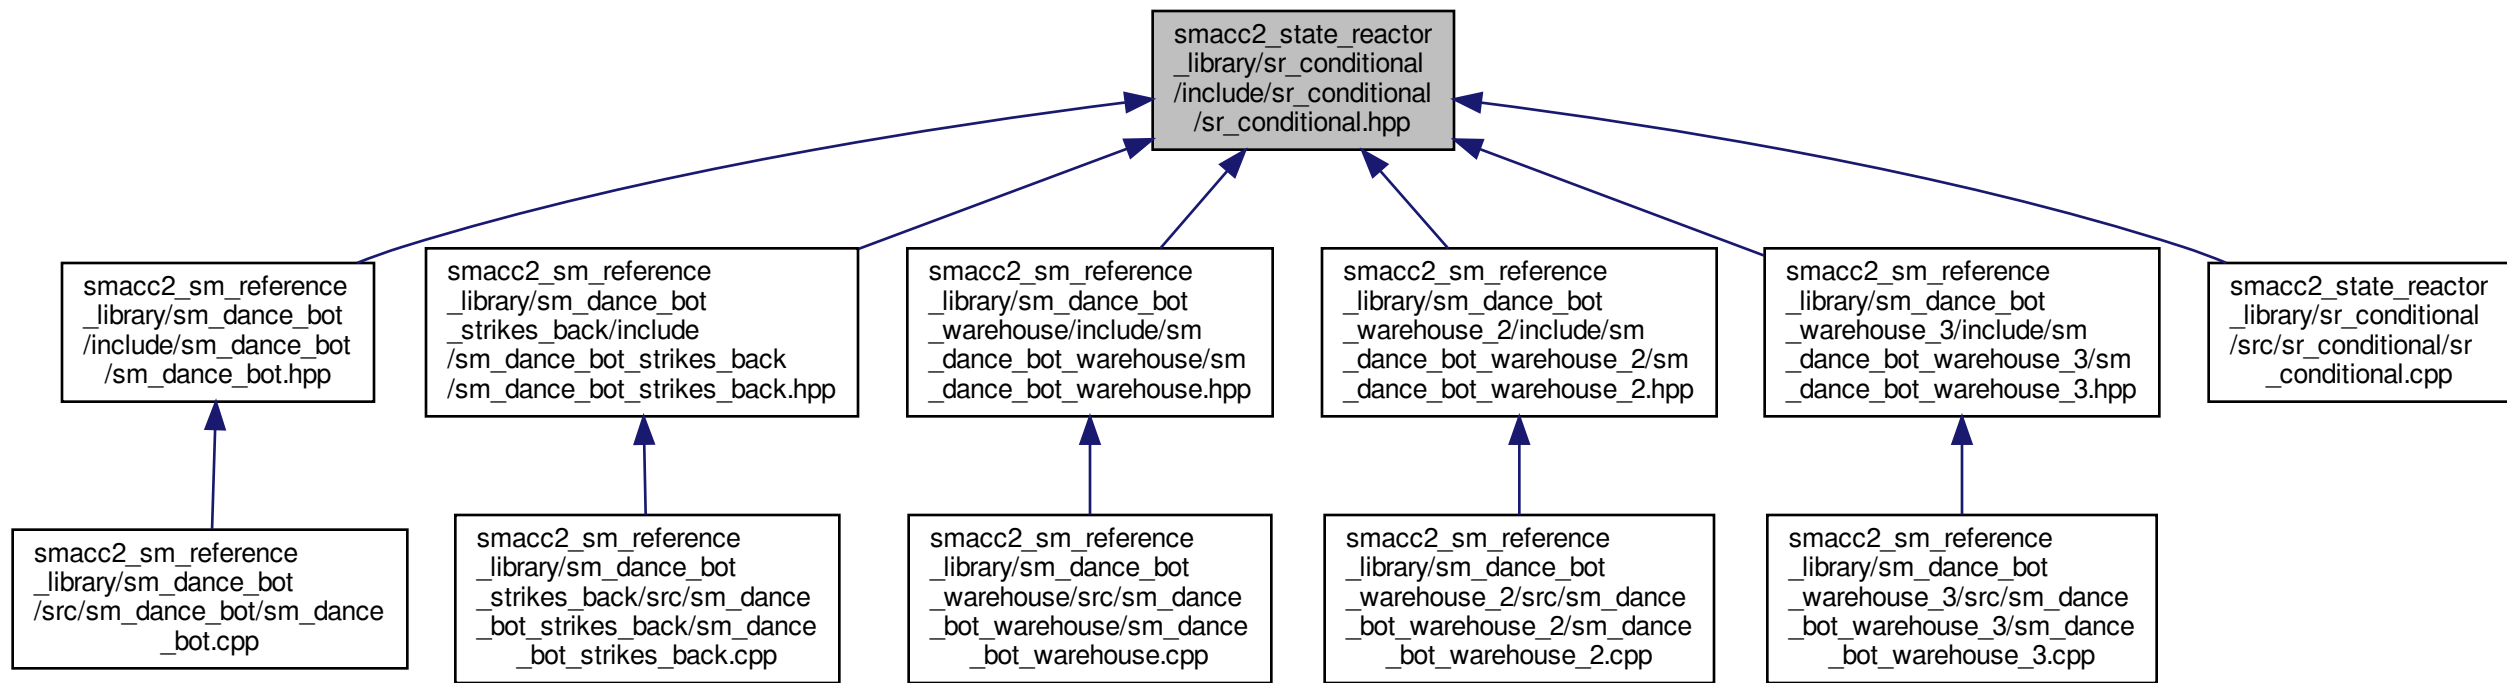 smacc2_state_reactor
_library/sr_conditional
/include/sr_conditional
/sr_conditional.hpp
smacc2_sm_reference
_library/sm_dance_bot
/include/sm_dance_bot
/sm_dance_bot.hpp
smacc2_sm_reference
_library/sm_dance_bot
_strikes_back/include
/sm_dance_bot_strikes_back
/sm_dance_bot_strikes_back.hpp
smacc2_sm_reference
_library/sm_dance_bot
_warehouse/include/sm
_dance_bot_warehouse/sm
_dance_bot_warehouse.hpp
smacc2_sm_reference
_library/sm_dance_bot
_warehouse_2/include/sm
_dance_bot_warehouse_2/sm
_dance_bot_warehouse_2.hpp
smacc2_sm_reference
_library/sm_dance_bot
_warehouse_3/include/sm
_dance_bot_warehouse_3/sm
_dance_bot_warehouse_3.hpp
smacc2_state_reactor
_library/sr_conditional
/src/sr_conditional/sr
_conditional.cpp
smacc2_sm_reference
_library/sm_dance_bot
/src/sm_dance_bot/sm_dance
_bot.cpp
smacc2_sm_reference
_library/sm_dance_bot
_strikes_back/src/sm_dance
_bot_strikes_back/sm_dance
_bot_strikes_back.cpp
smacc2_sm_reference
_library/sm_dance_bot
_warehouse/src/sm_dance
_bot_warehouse/sm_dance
_bot_warehouse.cpp
smacc2_sm_reference
_library/sm_dance_bot
_warehouse_2/src/sm_dance
_bot_warehouse_2/sm_dance
_bot_warehouse_2.cpp
smacc2_sm_reference
_library/sm_dance_bot
_warehouse_3/src/sm_dance
_bot_warehouse_3/sm_dance
_bot_warehouse_3.cpp